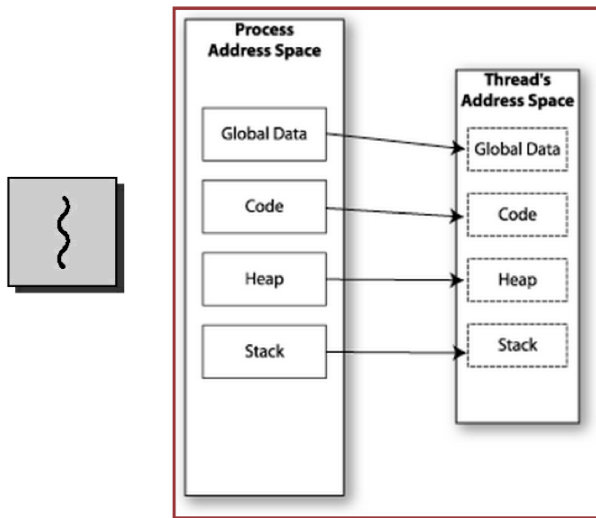 Process
Address Space
Thread's
Address Space
Global Data
Global Data
Code
Code
Heap
Heap
Stack
Stack